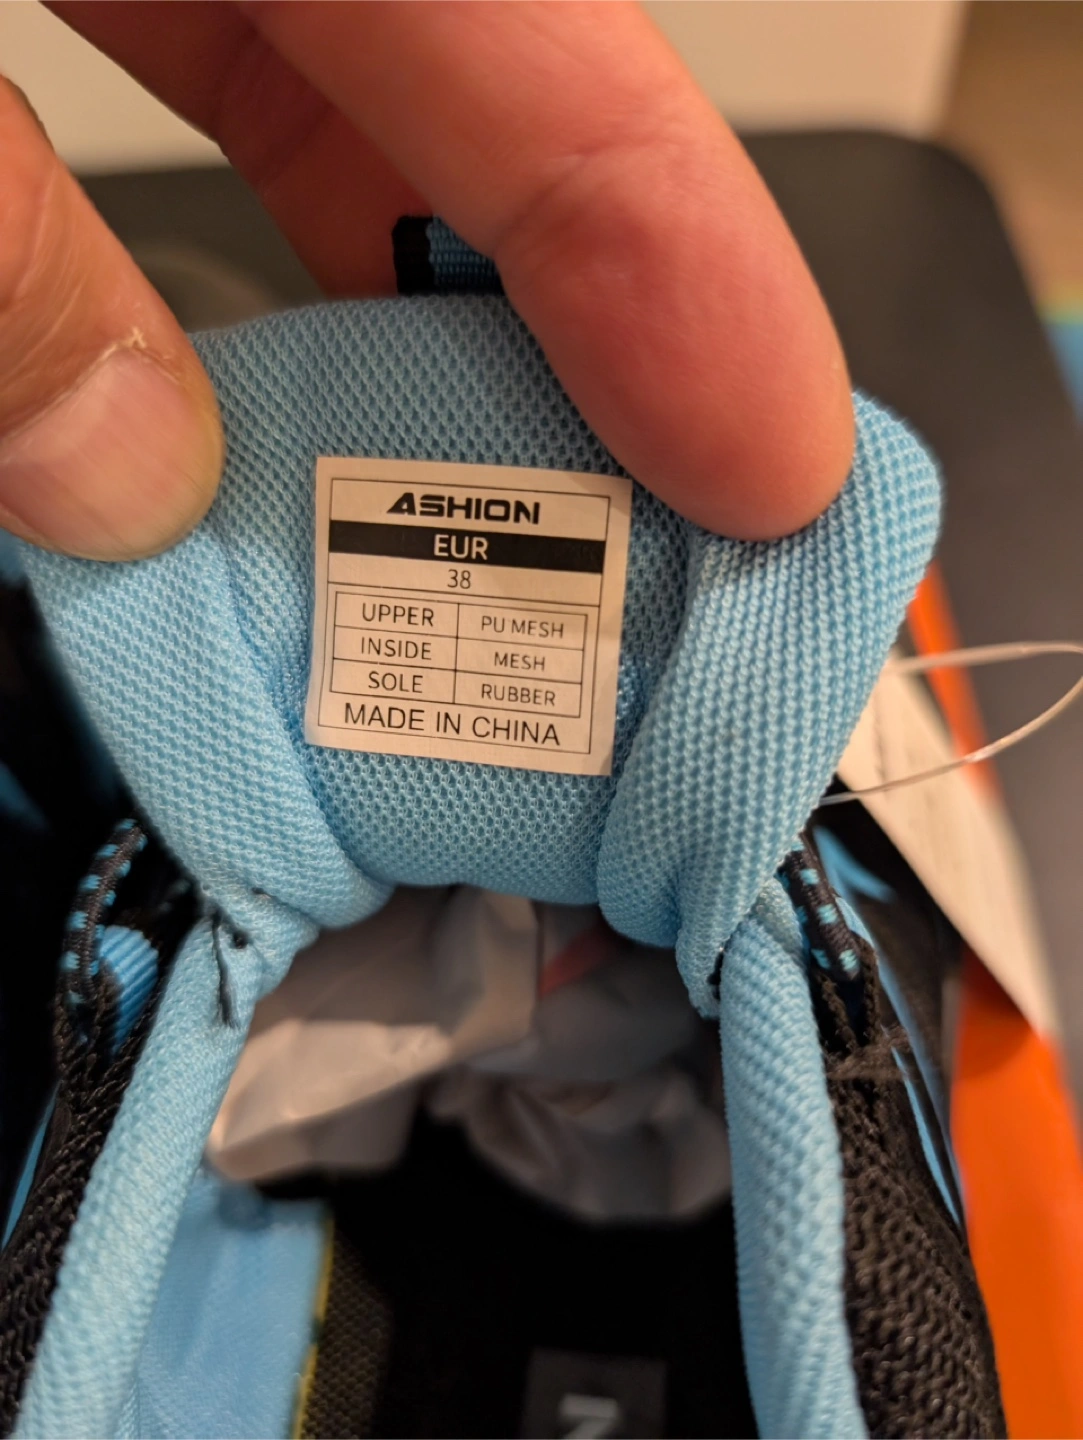 ASHION
EUR
38
UPPER PU MESH
INSIDE MESH
SOLE RUBBER
MADE IN CHINA